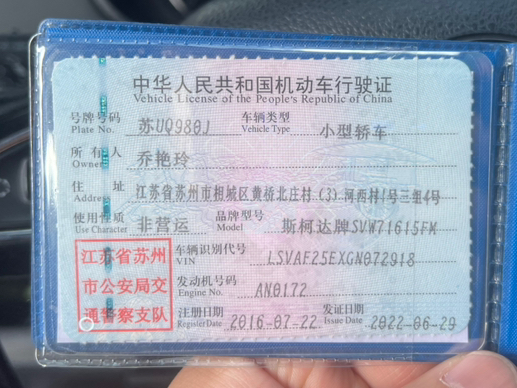 中华人民共和国机动车行驶证
Vehicle License of the People's Republic of China
号牌号码 苏UQ980J 车辆类型 小型轿车
Plate No. Vehicle Type
所有人 乔艳玲
Owner
住址 江苏省苏州市相城区黄桥北庄村(3)河西村1号三组4号
Address
使用性质 非营运 品牌型号 斯柯达牌SVW71615FM
Use Character Model
江苏省苏州市公安局交通警察支队
车辆识别代号 LSVAF25EXGN072918
VIN
发动机号码 AN0172
Engine No.
注册日期 2016-07-22 发证日期 2022-06-29
Register Date Issue Date